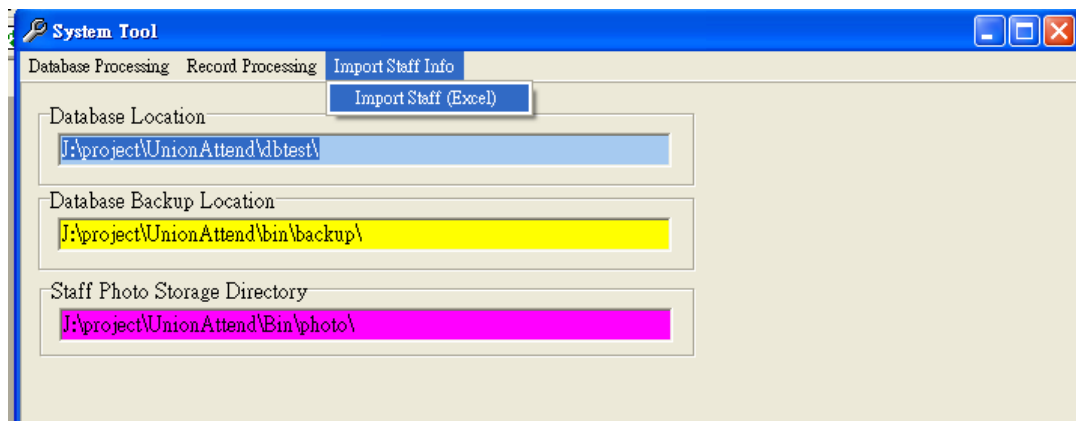 System Tool
Database Processing Record Processing Import Staff Info
Import Staff (Excel)
Database Location
J:\project\UnionAttend\dbtest\
Database Backup Location
J:\project\UnionAttend\bin\backup\
Staff Photo Storage Directory
J:\project\UnionAttend\Bin\photo\